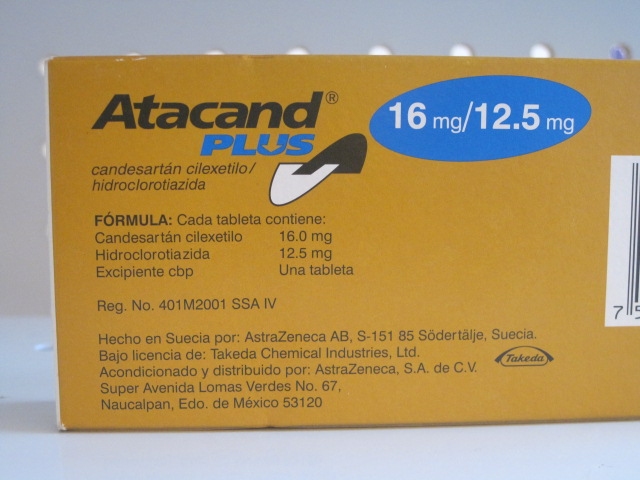 Atacand®
PLUS
16 mg/12.5 mg
candesartán cilexetilo/
hidroclorotiazida
FÓRMULA: Cada tableta contiene:
Candesartán cilexetilo 16.0 mg
Hidroclorotiazida 12.5 mg
Excipiente cbp Una tableta
Reg. No. 401M2001 SSA IV
Hecho en Suecia por: AstraZeneca AB, S-151 85 Södertälje, Suecia.
Bajo licencia de: Takeda Chemical Industries, Ltd.
Takeda
Acondicionado y distribuido por: AstraZeneca, S.A. de C.V.
Super Avenida Lomas Verdes No. 67,
Naucalpan, Edo. de México 53120
7